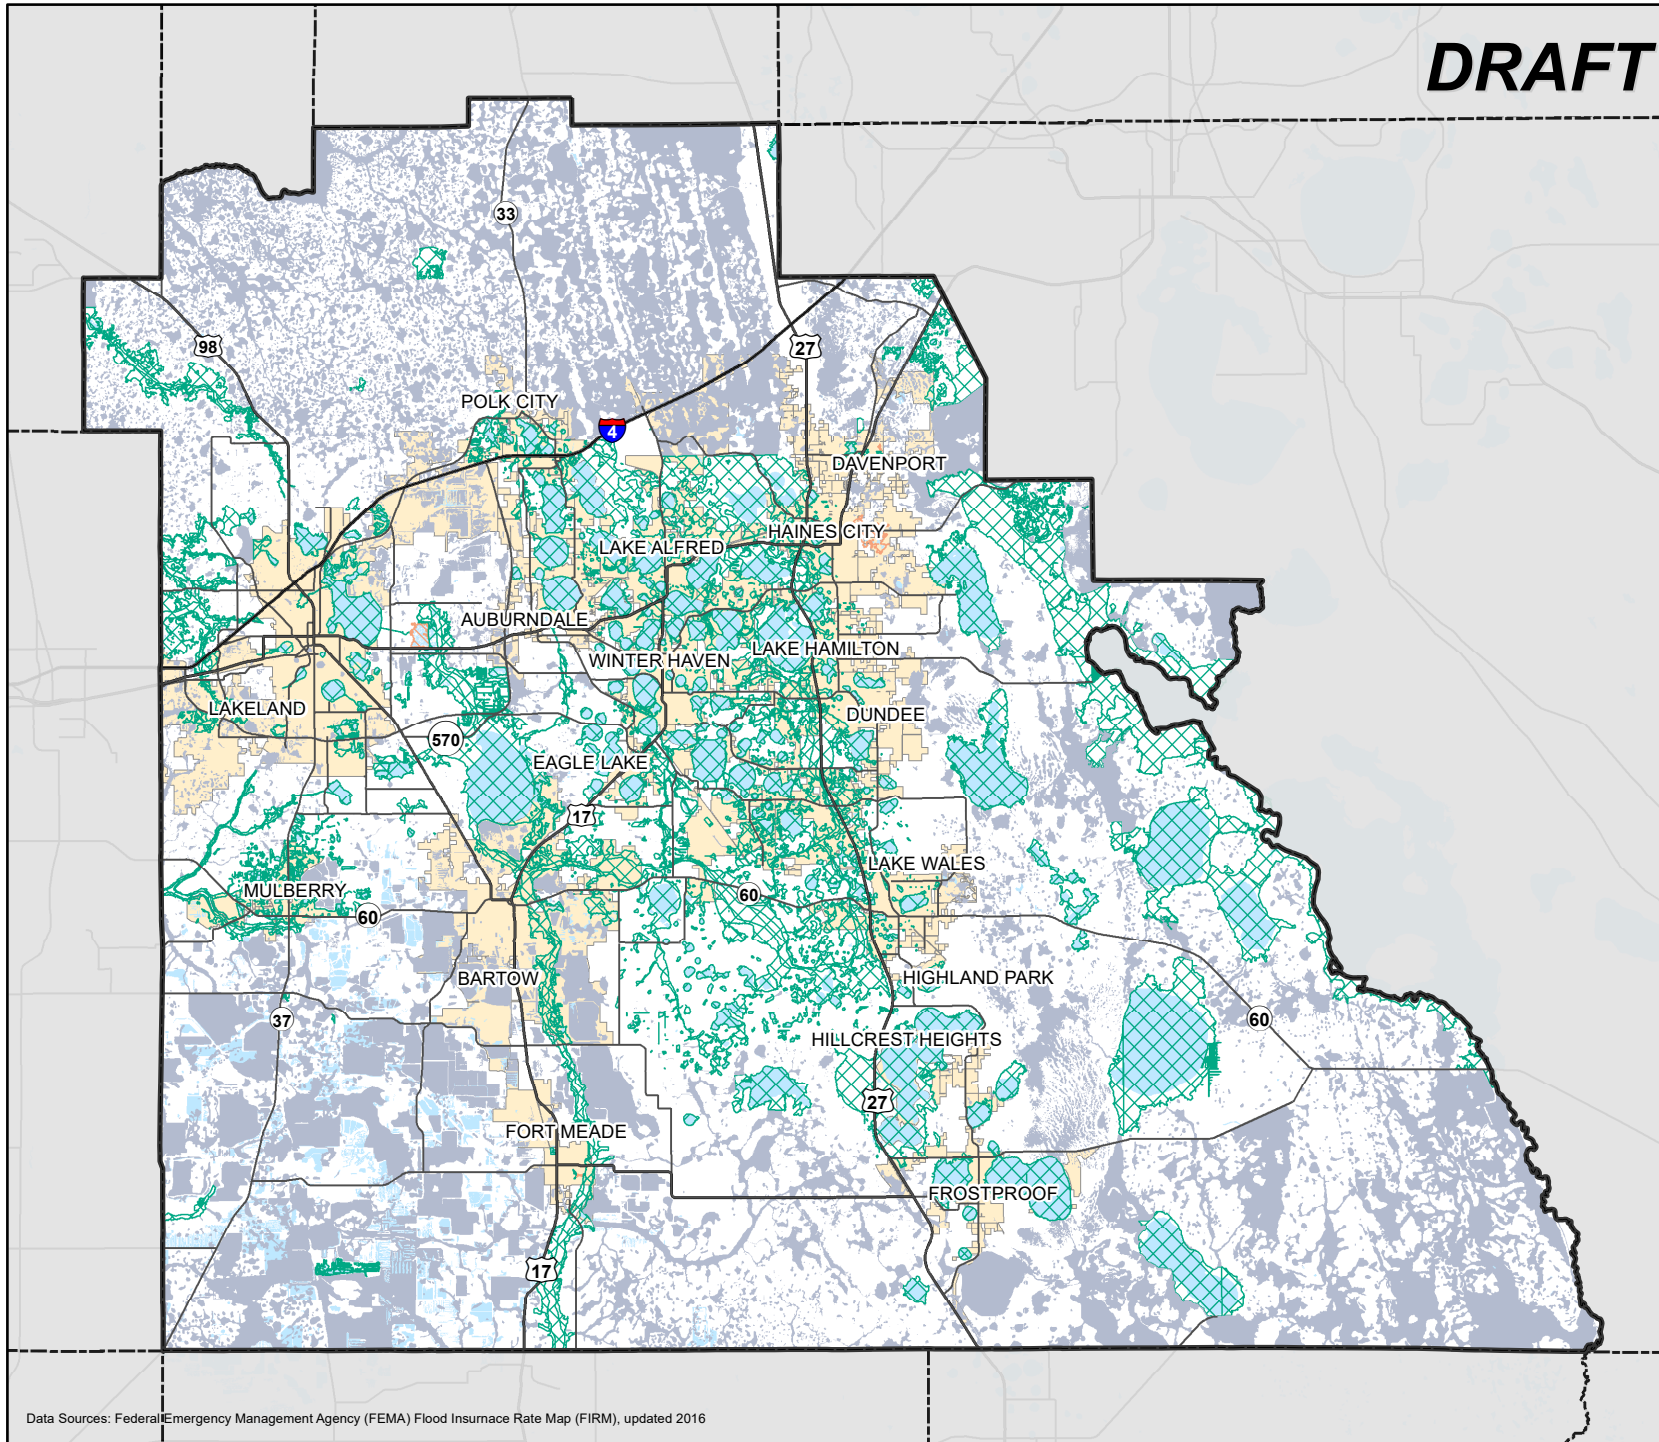 DRAFT
33
98
27
POLK CITY
4
DAVENPORT
HAINES CITY
LAKE ALFRED
AUBURNDALE
LAKE HAMILTON
WINTER HAVEN
LAKELAND
DUNDEE
570
EAGLE LAKE
17
LAKE WALES
MULBERRY
60
60
BARTOW
HIGHLAND PARK
37
60
HILLCREST HEIGHTS
27
FORT MEADE
FROSTPROOF
17
Data Sources: Federal Emergency Management Agency (FEMA) Flood Insurnace Rate Map (FIRM), updated 2016